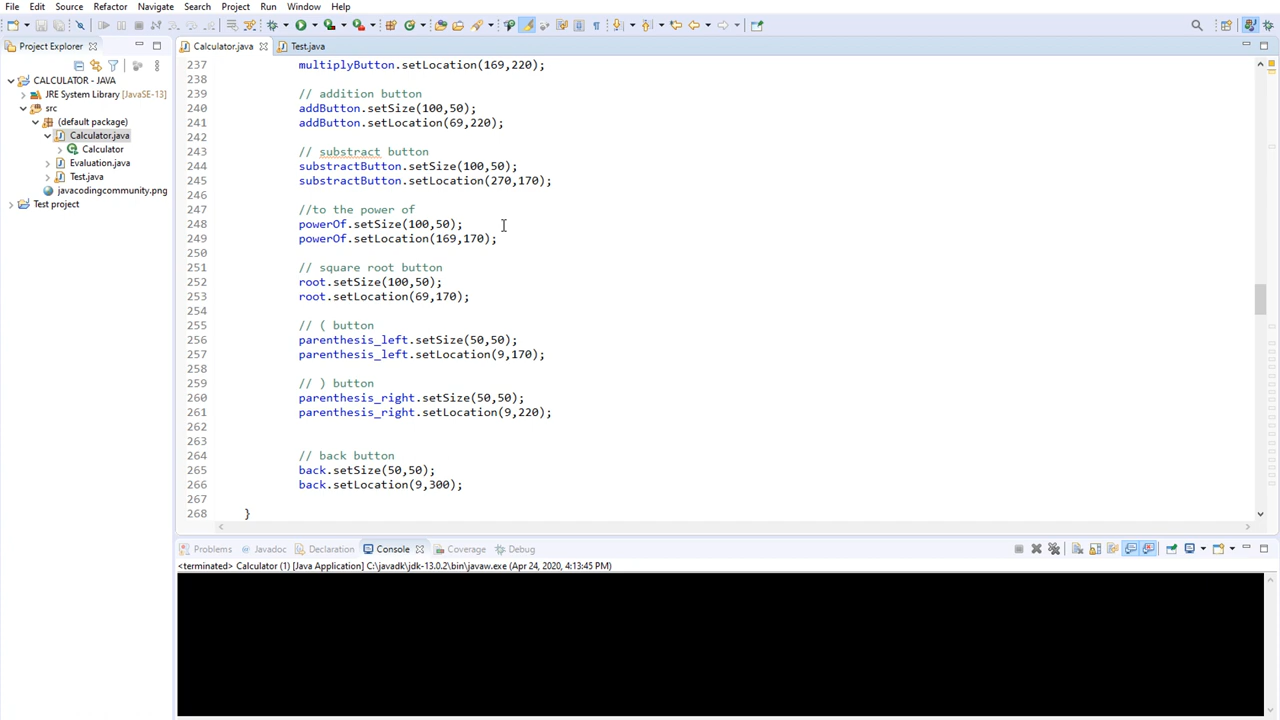 File Edit Source Refactor Navigate Search Project Run Window Help
Project Explorer
CALCULATOR - JAVA
JRE System Library [JavaSE-13]
src
(default package)
Calculator.java
Calculator
Evaluation.java
Test.java
javacodingcommunity.png
Test project
Calculator.java Test.java
237 multiplyButton.setLocation(169,220);
238
239 // addition button
240 addButton.setSize(100,50);
241 addButton.setLocation(69,220);
242
243 // substract button
244 substractButton.setSize(100,50);
245 substractButton.setLocation(270,170);
246
247 //to the power of
248 powerOf.setSize(100,50);
249 powerOf.setLocation(169,170);
250
251 // square root button
252 root.setSize(100,50);
253 root.setLocation(69,170);
254
255 // ( button
256 parenthesis_left.setSize(50,50);
257 parenthesis_left.setLocation(9,170);
258
259 // ) button
260 parenthesis_right.setSize(50,50);
261 parenthesis_right.setLocation(9,220);
262
263
264 // back button
265 back.setSize(50,50);
266 back.setLocation(9,300);
267
268 }
Problems Javadoc Declaration Console Coverage Debug
<terminated> Calculator (1) [Java Application] C:\javadk\jdk-13.0.2\bin\javaw.exe (Apr 24, 2020, 4:13:45 PM)